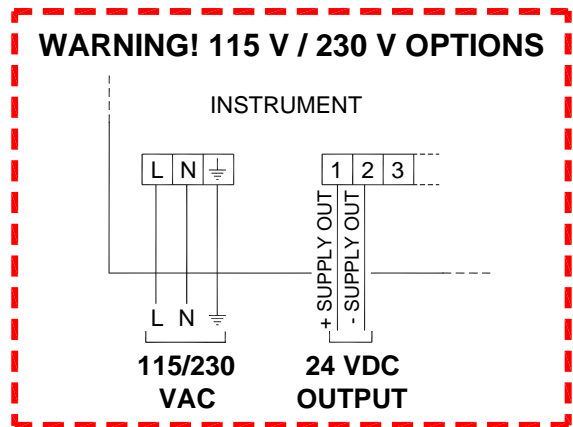 WARNING! 115 V / 230 V OPTIONS
INSTRUMENT
L N
1 2 3
+ SUPPLY OUT
- SUPPLY OUT
L N
115/230
VAC
24 VDC
OUTPUT